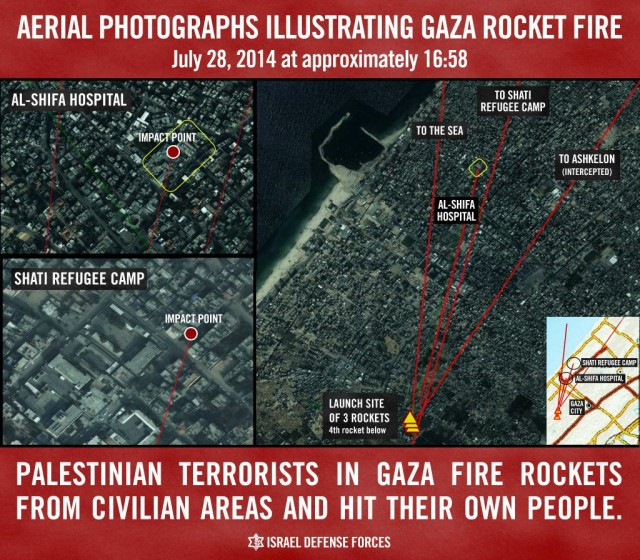 AERIAL PHOTOGRAPHS ILLUSTRATING GAZA ROCKET FIRE
July 28, 2014 at approximately 16:58
AL-SHIFA HOSPITAL
IMPACT POINT
SHATI REFUGEE CAMP
IMPACT POINT
TO THE SEA
TO SHATI
REFUGEE CAMP
TO ASHKELON
(INTERCEPTED)
AL-SHIFA
HOSPITAL
LAUNCH SITE
OF 3 ROCKETS
4th rocket below
SHATI REFUGEE CAMP
AL-SHIFA HOSPITAL
GAZA
CITY
PALESTINIAN TERRORISTS IN GAZA FIRE ROCKETS
FROM CIVILIAN AREAS AND HIT THEIR OWN PEOPLE.
ISRAEL DEFENSE FORCES